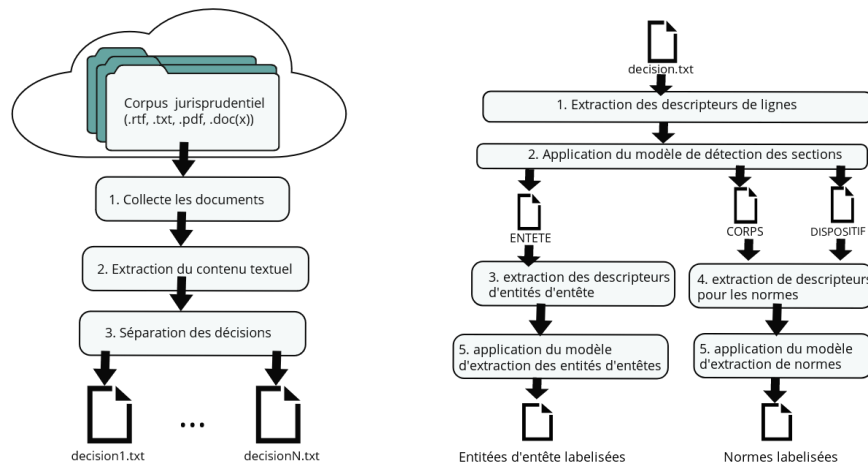 Corpus jurisprudentiel
(.rtf, .txt, .pdf, .doc(x))
1. Collecte les documents
2. Extraction du contenu textuel
3. Séparation des décisions
decision1.txt
...
decisionN.txt
decision.txt
1. Extraction des descripteurs de lignes
2. Application du modèle de détection des sections
ENTETE
CORPS
DISPOSITIF
3. extraction des descripteurs
d'entités d'entête
4. extraction de descripteurs
pour les normes
5. application du modèle
d'extraction des entités d'entêtes
5. application du modèle
d'extraction de normes
Entitées d'entête labelisées
Normes labelisées